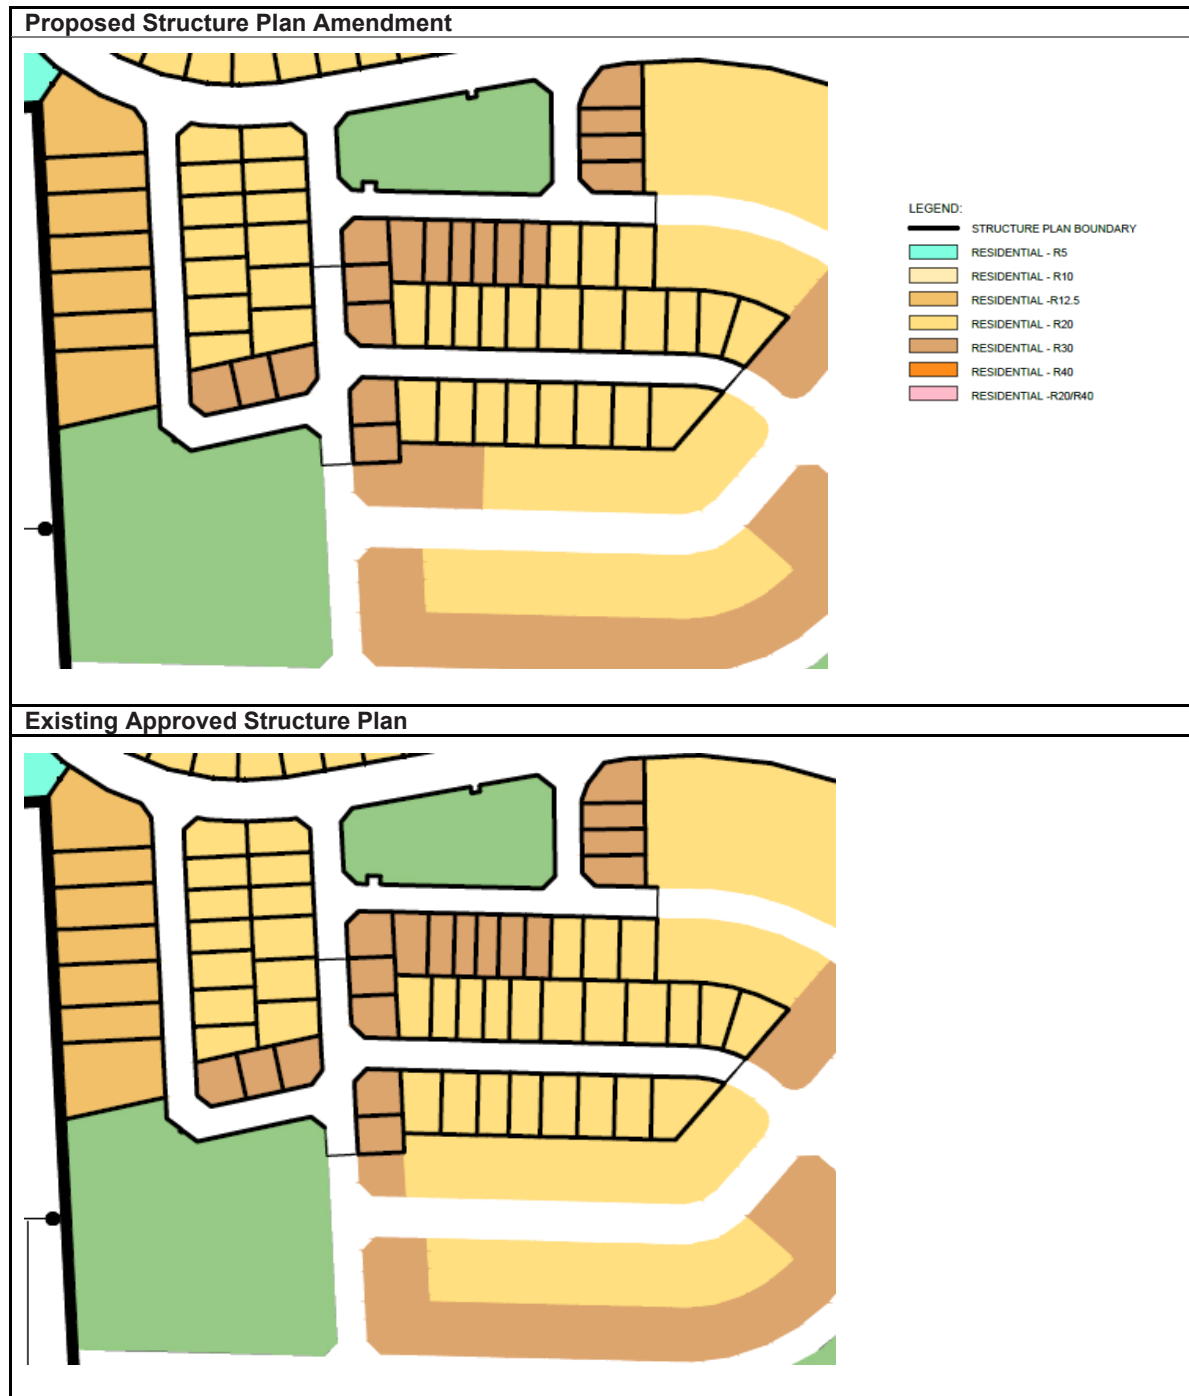 Proposed Structure Plan Amendment
LEGEND:
STRUCTURE PLAN BOUNDARY
RESIDENTIAL - R5
RESIDENTIAL - R10
RESIDENTIAL -R12.5
RESIDENTIAL - R20
RESIDENTIAL - R30
RESIDENTIAL - R40
RESIDENTIAL -R20/R40
Existing Approved Structure Plan